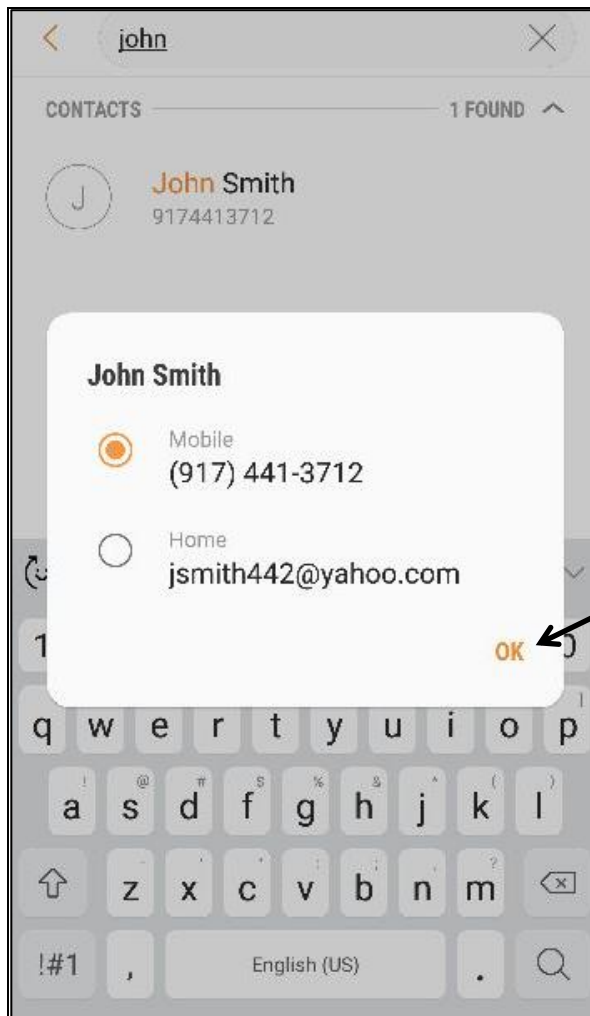 john
CONTACTS 1 FOUND
J
John Smith
9174413712
John Smith
Mobile
(917) 441-3712
Home
jsmith442@yahoo.com
OK
1
q w e r t y u i o p
! @ # $ % & ^ ( )
a s d f g h j k l
z x c v b n m
!#1 , English (US) .